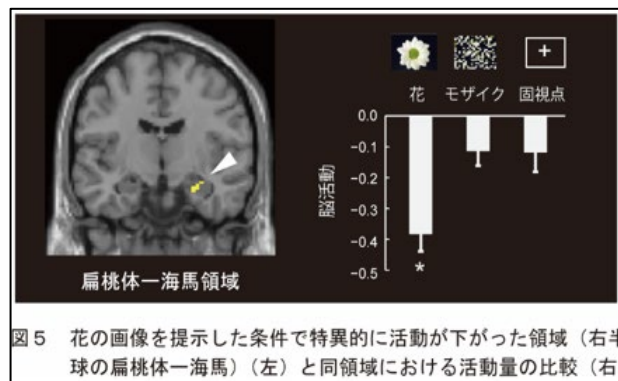 +
花 モザイク 固視点
0.0
-0.1
-0.2
-0.3
-0.4
-0.5
脳活動
*
扁桃体ー海馬領域
図5 花の画像を提示した条件で特異的に活動が下がった領域（右半
球の扁桃体ー海馬）（左）と同領域における活動量の比較（右